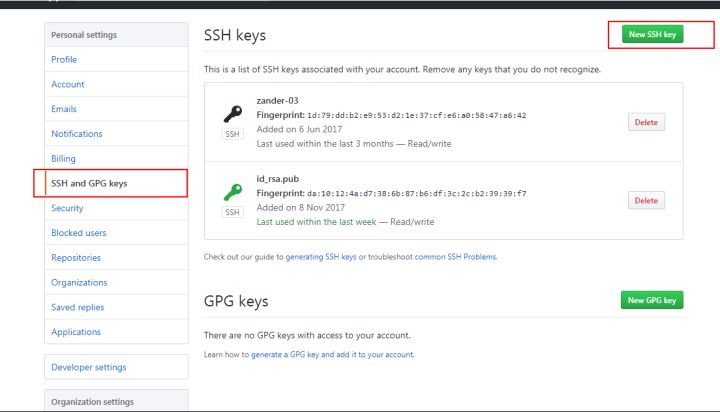 Personal settings
Profile
Account
Emails
Notifications
Billing
SSH and GPG keys
Security
Blocked users
Repositories
Organizations
Saved replies
Applications
Developer settings
Organization settings
SSH keys
New SSH key
This is a list of SSH keys associated with your account. Remove any keys that you do not recognize.
zander-03
Fingerprint: 1d:79:dd:b2:e9:53:d2:1e:37:cf:e6:a0:58:47:a6:42
SSH
Added on 6 Jun 2017
Last used within the last 3 months — Read/write
Delete
id_rsa.pub
Fingerprint: da:10:12:4a:d7:38:6b:87:b6:df:3c:2c:b2:39:39:f7
SSH
Added on 8 Nov 2017
Last used within the last week — Read/write
Delete
Check out our guide to generating SSH keys or troubleshoot common SSH Problems.
GPG keys
New GPG key
There are no GPG keys with access to your account.
Learn how to generate a GPG key and add it to your account.